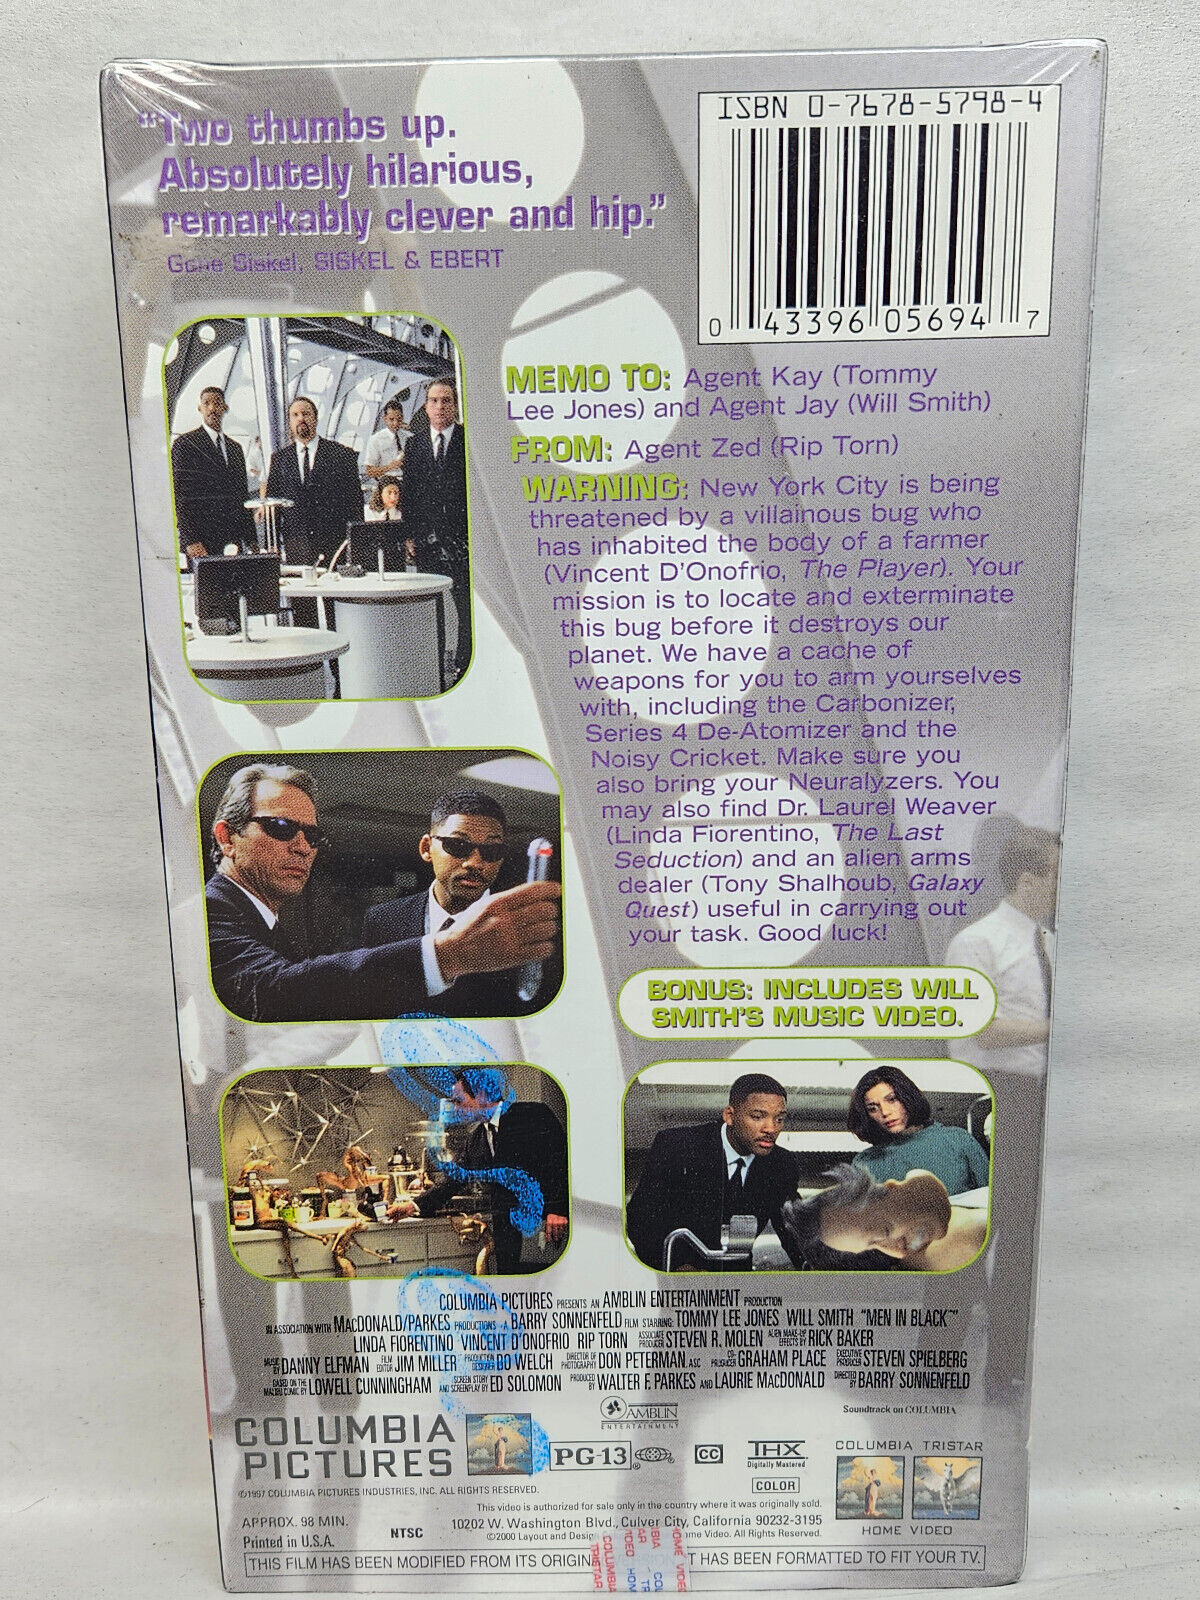 "Two thumbs up.
Absolutely hilarious,
remarkably clever and hip."
Gene Siskel, SISKEL & EBERT
ISBN 0-7678-5798-4
0 43396 05694 7
MEMO TO: Agent Kay (Tommy
Lee Jones) and Agent Jay (Will Smith)
FROM: Agent Zed (Rip Torn)
WARNING: New York City is being
threatened by a villainous bug who
has inhabited the body of a farmer
(Vincent D'Onofrio, The Player). Your
mission is to locate and exterminate
this bug before it destroys our
planet. We have a cache of
weapons for you to arm yourselves
with, including the Carbonizer,
Series 4 De-Atomizer and the
Noisy Cricket. Make sure you
also bring your Neuralyzers. You
may also find Dr. Laurel Weaver
(Linda Fiorentino, The Last
Seduction) and an alien arms
dealer (Tony Shalhoub, Galaxy
Quest) useful in carrying out
your task. Good luck!
BONUS: INCLUDES WILL
SMITH'S MUSIC VIDEO.
COLUMBIA PICTURES PRESENTS AN AMBLIN ENTERTAINMENT PRODUCTION
IN ASSOCIATION WITH MACDONALD/PARKES PRODUCTIONS A BARRY SONNENFELD FILM STARRING: TOMMY LEE JONES WILL SMITH "MEN IN BLACK"
LINDA FIORENTINO VINCENT D'ONOFRIO RIP TORN ASSOCIATE PRODUCER STEVEN R. MOLEN ALIEN MAKE-UP EFFECTS BY RICK BAKER
MUSIC BY DANNY ELFMAN FILM EDITOR JIM MILLER PRODUCTION DESIGNER BO WELCH DIRECTOR OF PHOTOGRAPHY DON PETERMAN, ASC CO-PRODUCER GRAHAM PLACE EXECUTIVE PRODUCER STEVEN SPIELBERG
BASED ON THE MALIBU COMIC BY LOWELL CUNNINGHAM SCREEN STORY AND SCREENPLAY BY ED SOLOMON PRODUCED BY WALTER F. PARKES AND LAURIE MACDONALD DIRECTED BY BARRY SONNENFELD
COLUMBIA
PICTURES
AMBLIN
ENTERTAINMENT
Soundtrack on COLUMBIA
PG-13
CC
THX
Digitally Mastered
COLOR
COLUMBIA TRISTAR
HOME VIDEO
©1997 COLUMBIA PICTURES INDUSTRIES, INC. ALL RIGHTS RESERVED.
This video is authorized for sale only in the country where it was originally sold.
APPROX. 98 MIN.
10202 W. Washington Blvd., Culver City, California 90232-3195
Printed in U.S.A.
NTSC
©2000 Layout and Design ome Video. All Rights Reserved.
THIS FILM HAS BEEN MODIFIED FROM ITS ORIGIN T HAS BEEN FORMATTED TO FIT YOUR TV.
COLUMBIA
TRISTAR
HOME VIDEO